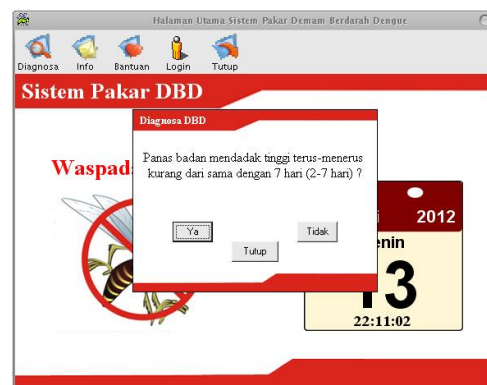 Halaman Utama Sistem Pakar Demam Berdarah Dengue
Diagnosa Info Bantuan Login Tutup
Sistem Pakar DBD
Diagnosa DBD
Panas badan mendadak tinggi terus-menerus
kurang dari sama dengan 7 hari (2-7 hari) ?
Ya
Tidak
Tutup
2012
13
22:11:02